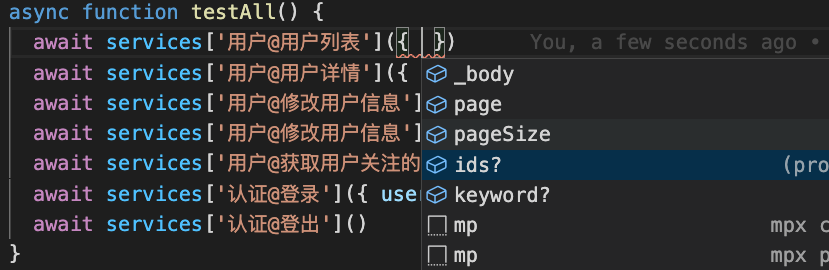 async function testAll() {
await services['用户@用户列表']({  }) You, a few seconds ago •
await services['用户@用户详情']({
_body
await services['用户@修改用户信息']
page
await services['用户@修改用户信息']
pageSize
await services['用户@获取用户关注的
ids? (pro
await services['认证@登录']({ use
keyword?
await services['认证@登出']()
mp mpx c
}
mp mpx p